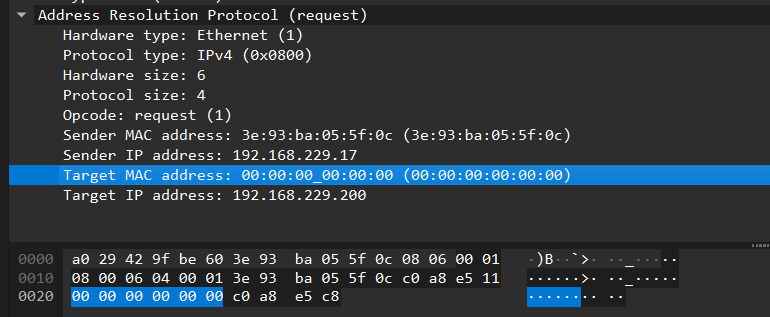 Address Resolution Protocol (request)
Hardware type: Ethernet (1)
Protocol type: IPv4 (0x0800)
Hardware size: 6
Protocol size: 4
Opcode: request (1)
Sender MAC address: 3e:93:ba:05:5f:0c (3e:93:ba:05:5f:0c)
Sender IP address: 192.168.229.17
Target MAC address: 00:00:00_00:00:00 (00:00:00:00:00:00)
Target IP address: 192.168.229.200
0000 a0 29 42 9f be 60 3e 93 ba 05 5f 0c 08 06 00 01 ·)B··`>· ··_·····
0010 08 00 06 04 00 01 3e 93 ba 05 5f 0c c0 a8 e5 11 ······>· ··_·····
0020 00 00 00 00 00 00 c0 a8 e5 c8 ········ ··